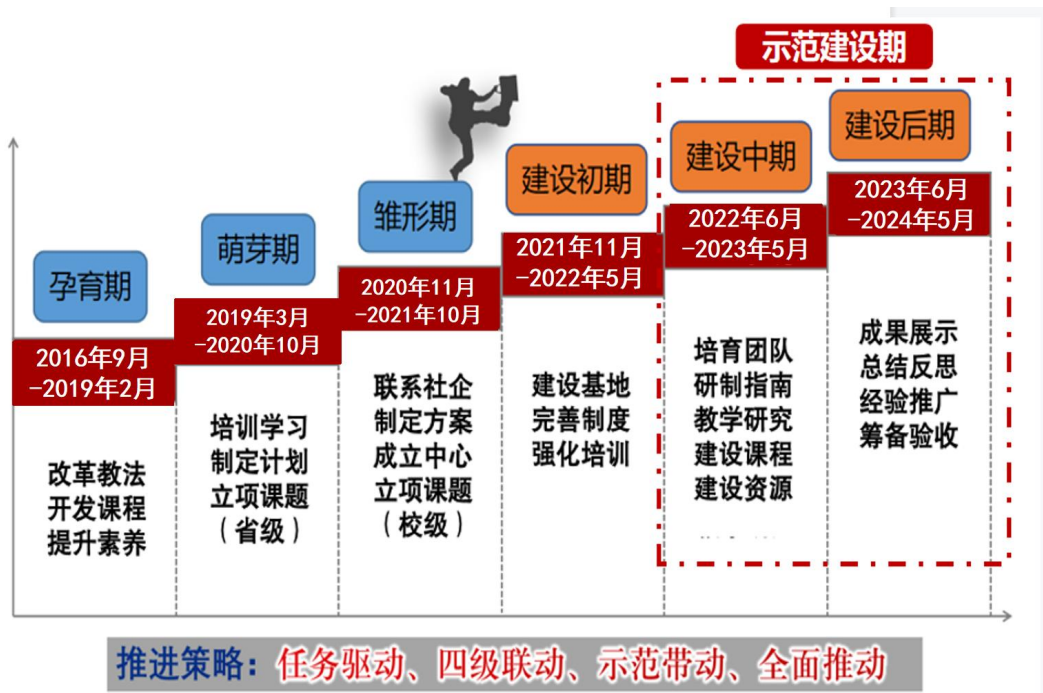 示范建设期
孕育期
2016年9月
-2019年2月
改革教法
开发课程
提升素养
萌芽期
2019年3月
-2020年10月
培训学习
制定计划
立项课题
（省级）
雏形期
2020年11月
-2021年10月
联系社企
制定方案
成立中心
立项课题
（校级）
建设初期
2021年11月
-2022年5月
建设基地
完善制度
强化培训
建设中期
2022年6月
-2023年5月
培育团队
研制指南
教学研究
建设课程
建设资源
建设后期
2023年6月
-2024年5月
成果展示
总结反思
经验推广
筹备验收
推进策略：任务驱动、四级联动、示范带动、全面推动